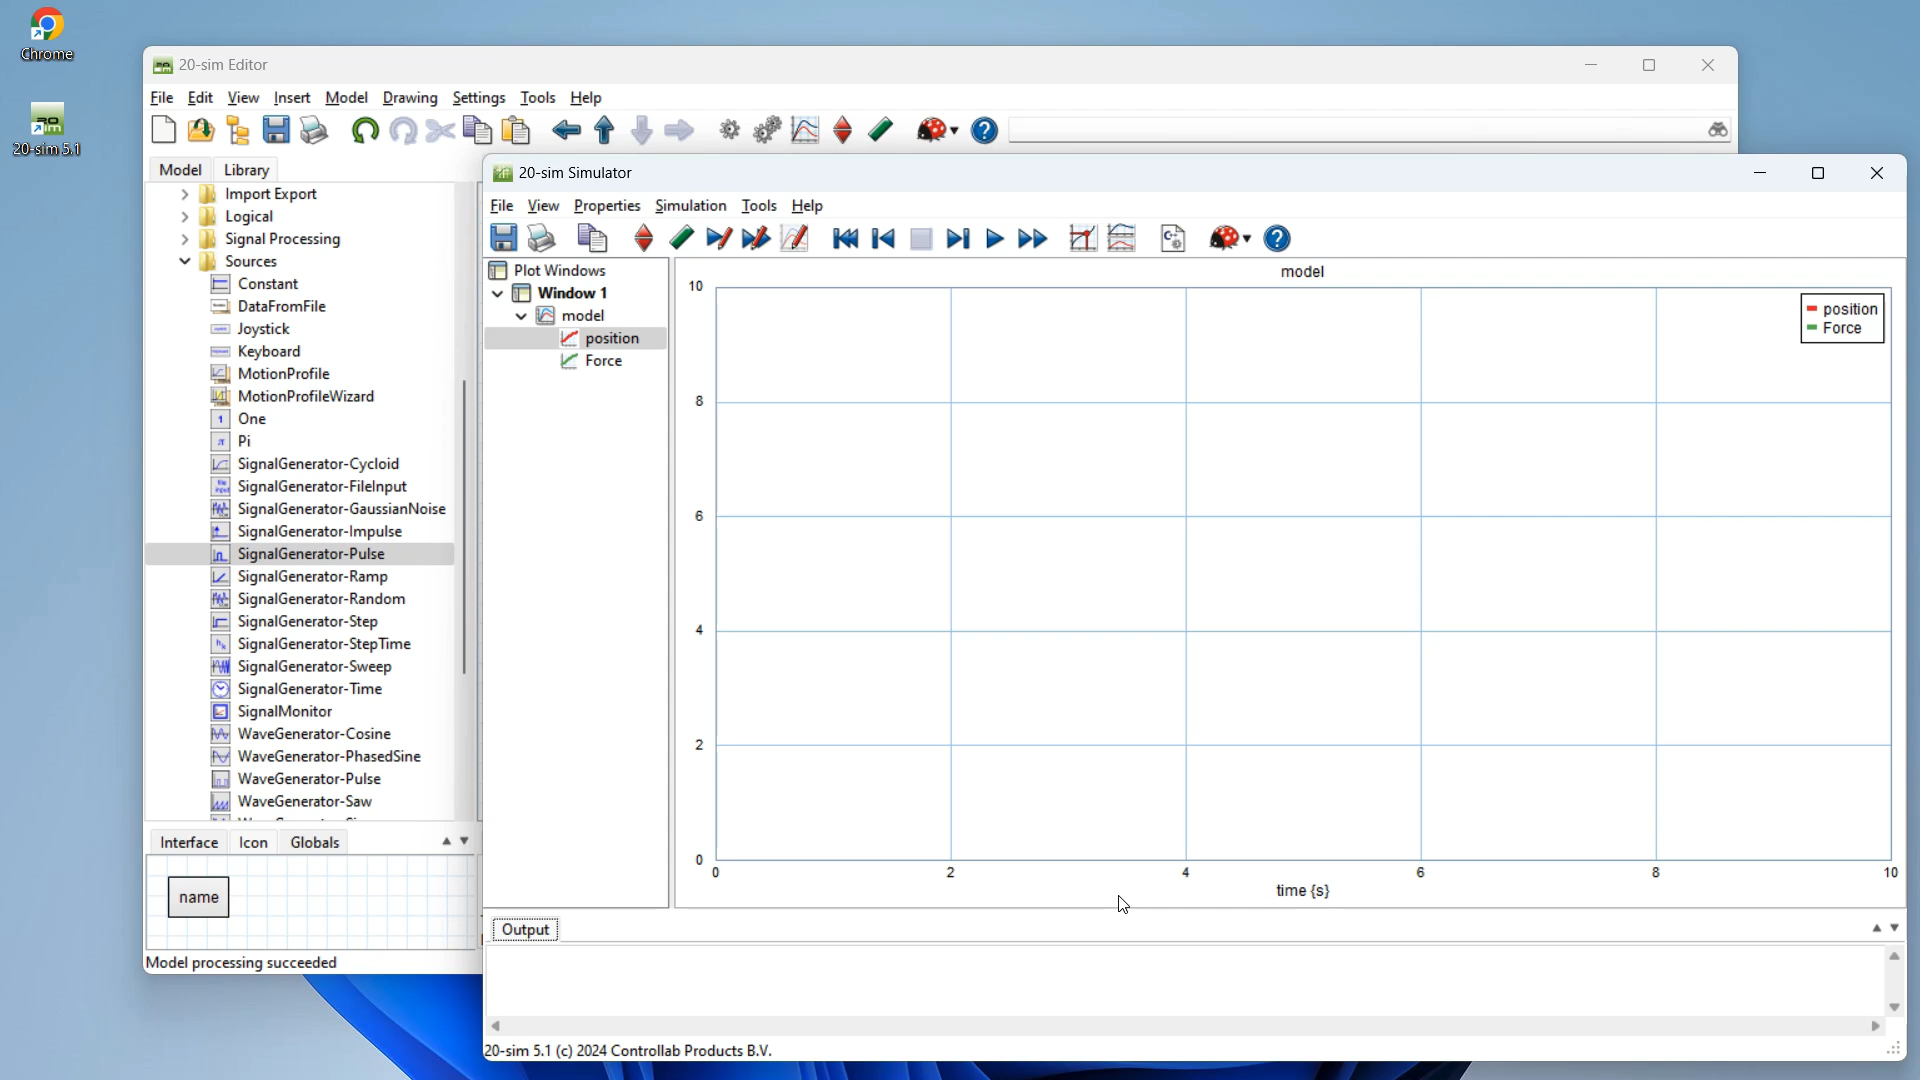 Chrome
20-sim 5.1
20-sim Editor
File Edit View Insert Model Drawing Settings Tools Help
Model Library
Import Export
Logical
Signal Processing
Sources
Constant
DataFromFile
Joystick
Keyboard
MotionProfile
MotionProfileWizard
One
Pi
SignalGenerator-Cycloid
SignalGenerator-FileInput
SignalGenerator-GaussianNoise
SignalGenerator-Impulse
SignalGenerator-Pulse
SignalGenerator-Ramp
SignalGenerator-Random
SignalGenerator-Step
SignalGenerator-StepTime
SignalGenerator-Sweep
SignalGenerator-Time
SignalMonitor
WaveGenerator-Cosine
WaveGenerator-PhasedSine
WaveGenerator-Pulse
WaveGenerator-Saw
Interface Icon Globals
name
Model processing succeeded
20-sim Simulator
File View Properties Simulation Tools Help
Plot Windows
Window 1
model
position
Force
model
position
Force
10
8
6
4
2
0
0 2 4 6 8 10
time {s}
Output
20-sim 5.1 (c) 2024 Controllab Products B.V.